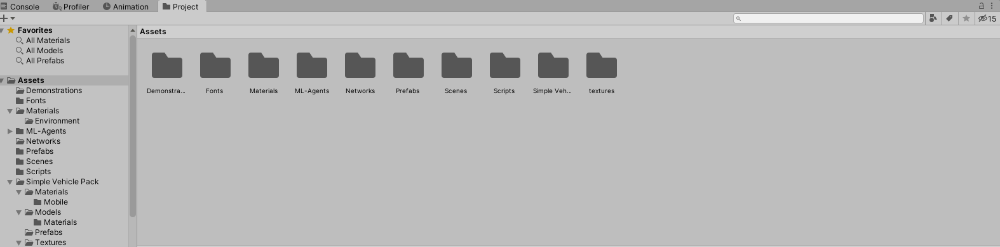 Console
Profiler
Animation
Project
15
Favorites
All Materials
All Models
All Prefabs
Assets
Demonstrations
Fonts
Materials
Environment
ML-Agents
Networks
Prefabs
Scenes
Scripts
Simple Vehicle Pack
Materials
Mobile
Models
Materials
Prefabs
Textures
Assets
Demonstra...
Fonts
Materials
ML-Agents
Networks
Prefabs
Scenes
Scripts
Simple Veh...
textures